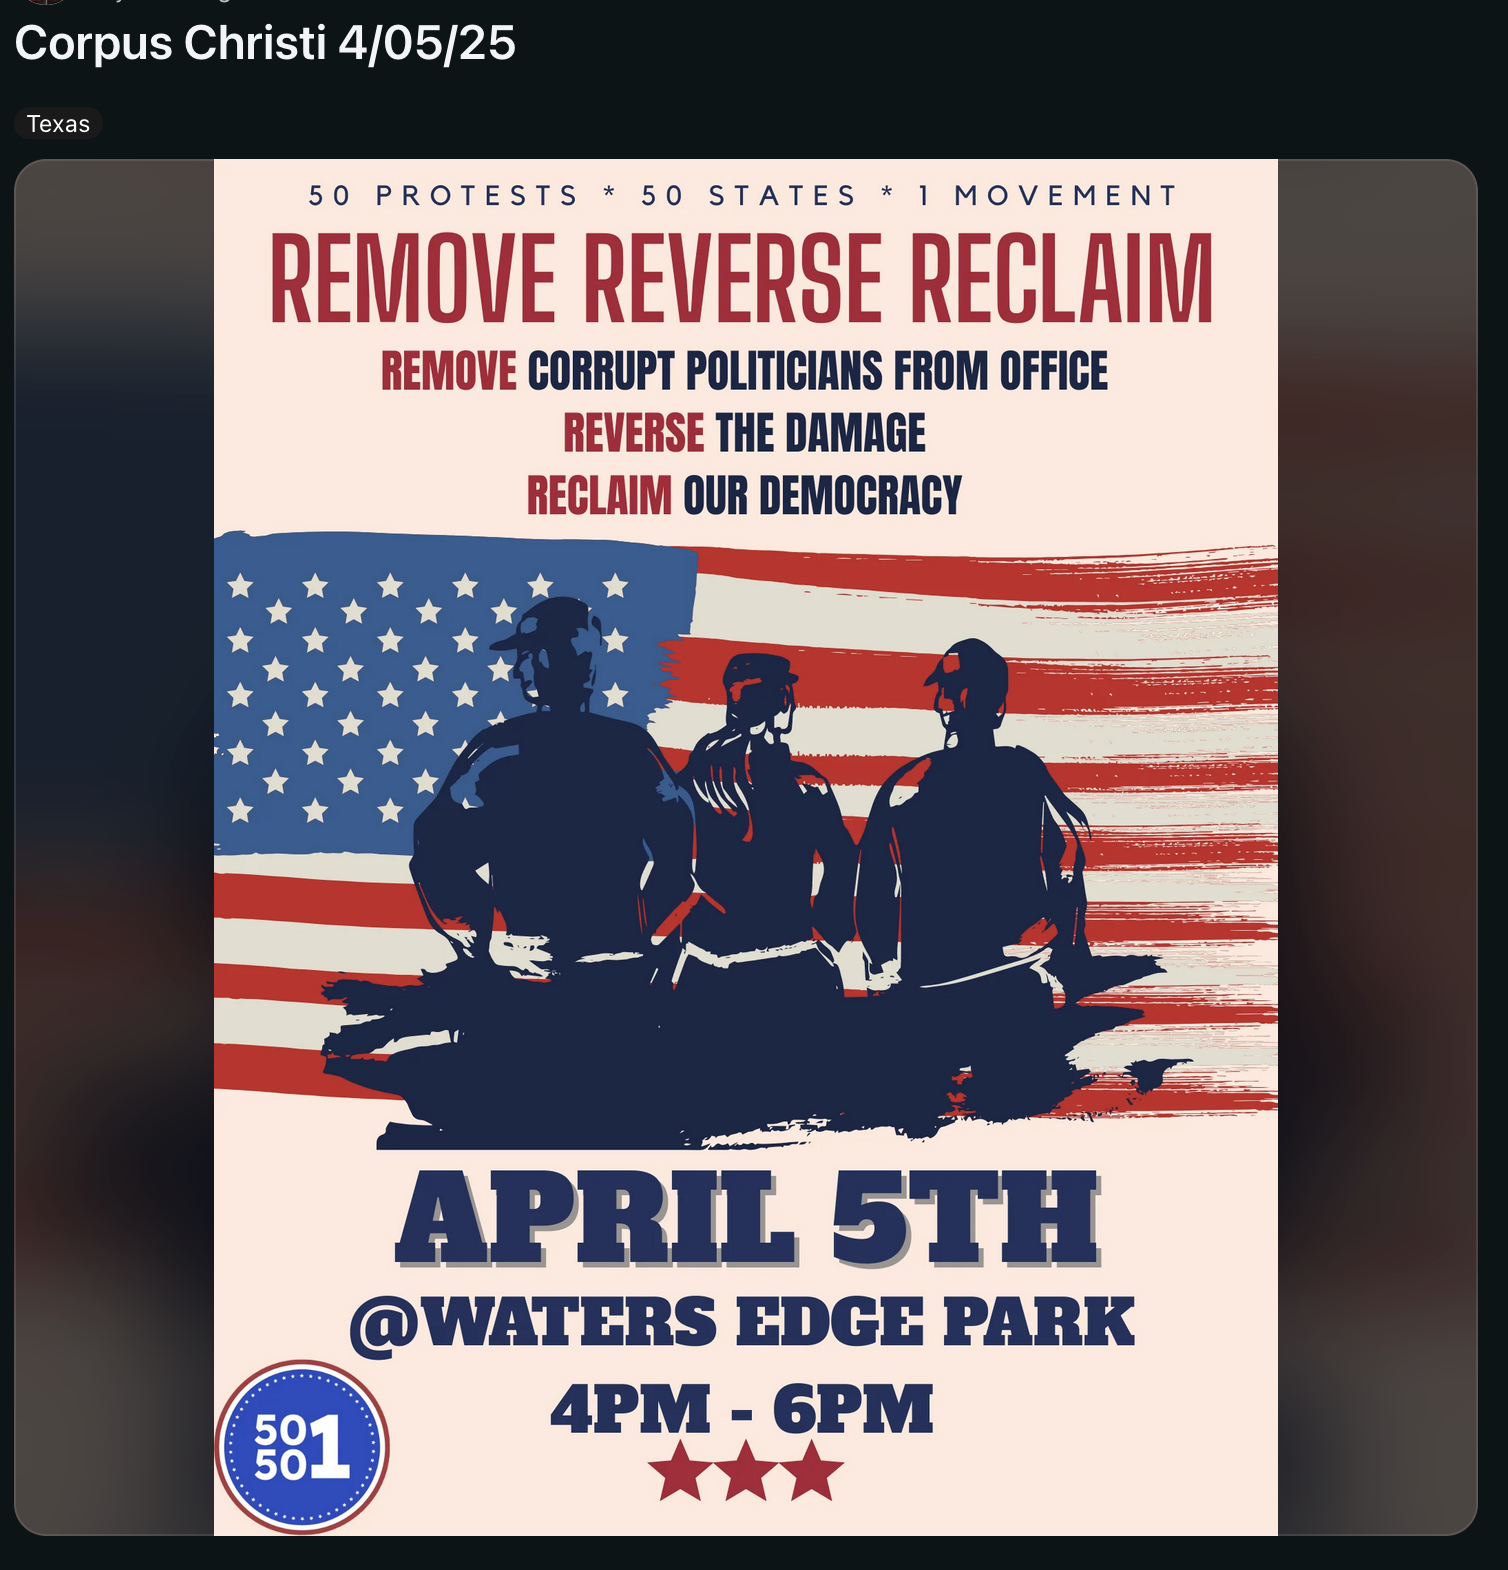 Corpus Christi 4/05/25
Texas
50 PROTESTS * 50 STATES * 1 MOVEMENT
REMOVE REVERSE RECLAIM
REMOVE CORRUPT POLITICIANS FROM OFFICE
REVERSE THE DAMAGE
RECLAIM OUR DEMOCRACY
APRIL 5TH
@WATERS EDGE PARK
4PM - 6PM
50
50 1